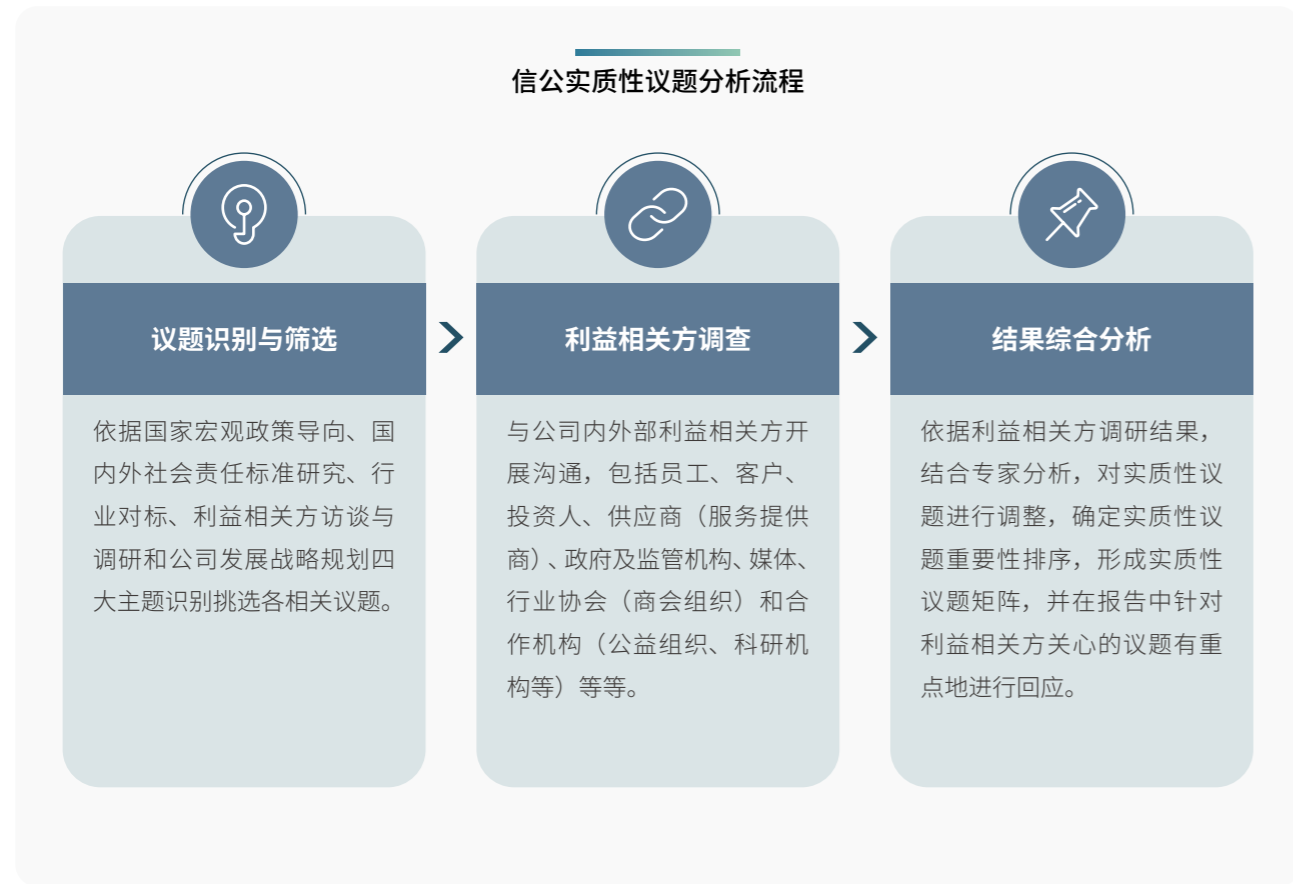 信公实质性议题分析流程
议题识别与筛选
依据国家宏观政策导向、国
内外社会责任标准研究、行
业对标、利益相关方访谈与
调研和公司发展战略规划四
大主题识别挑选各相关议题。
利益相关方调查
与公司内外部利益相关方开
展沟通，包括员工、客户、
投资人、供应商（服务提供
商）、政府及监管机构、媒体、
行业协会（商会组织）和合
作机构（公益组织、科研机
构等）等等。
结果综合分析
依据利益相关方调研结果，
结合专家分析，对实质性议
题进行调整，确定实质性议
题重要性排序，形成实质性
议题矩阵，并在报告中针对
利益相关方关心的议题有重
点地进行回应。